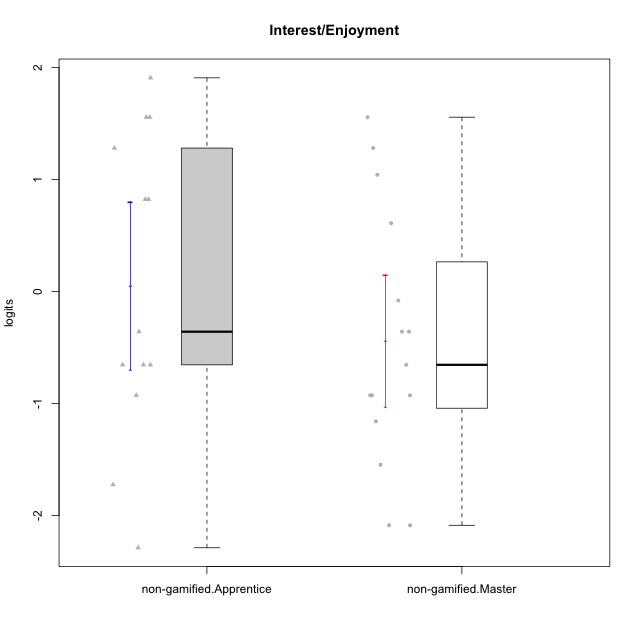 Interest/Enjoyment
logits
2
1
0
-1
-2
non-gamified.Apprentice
non-gamified.Master